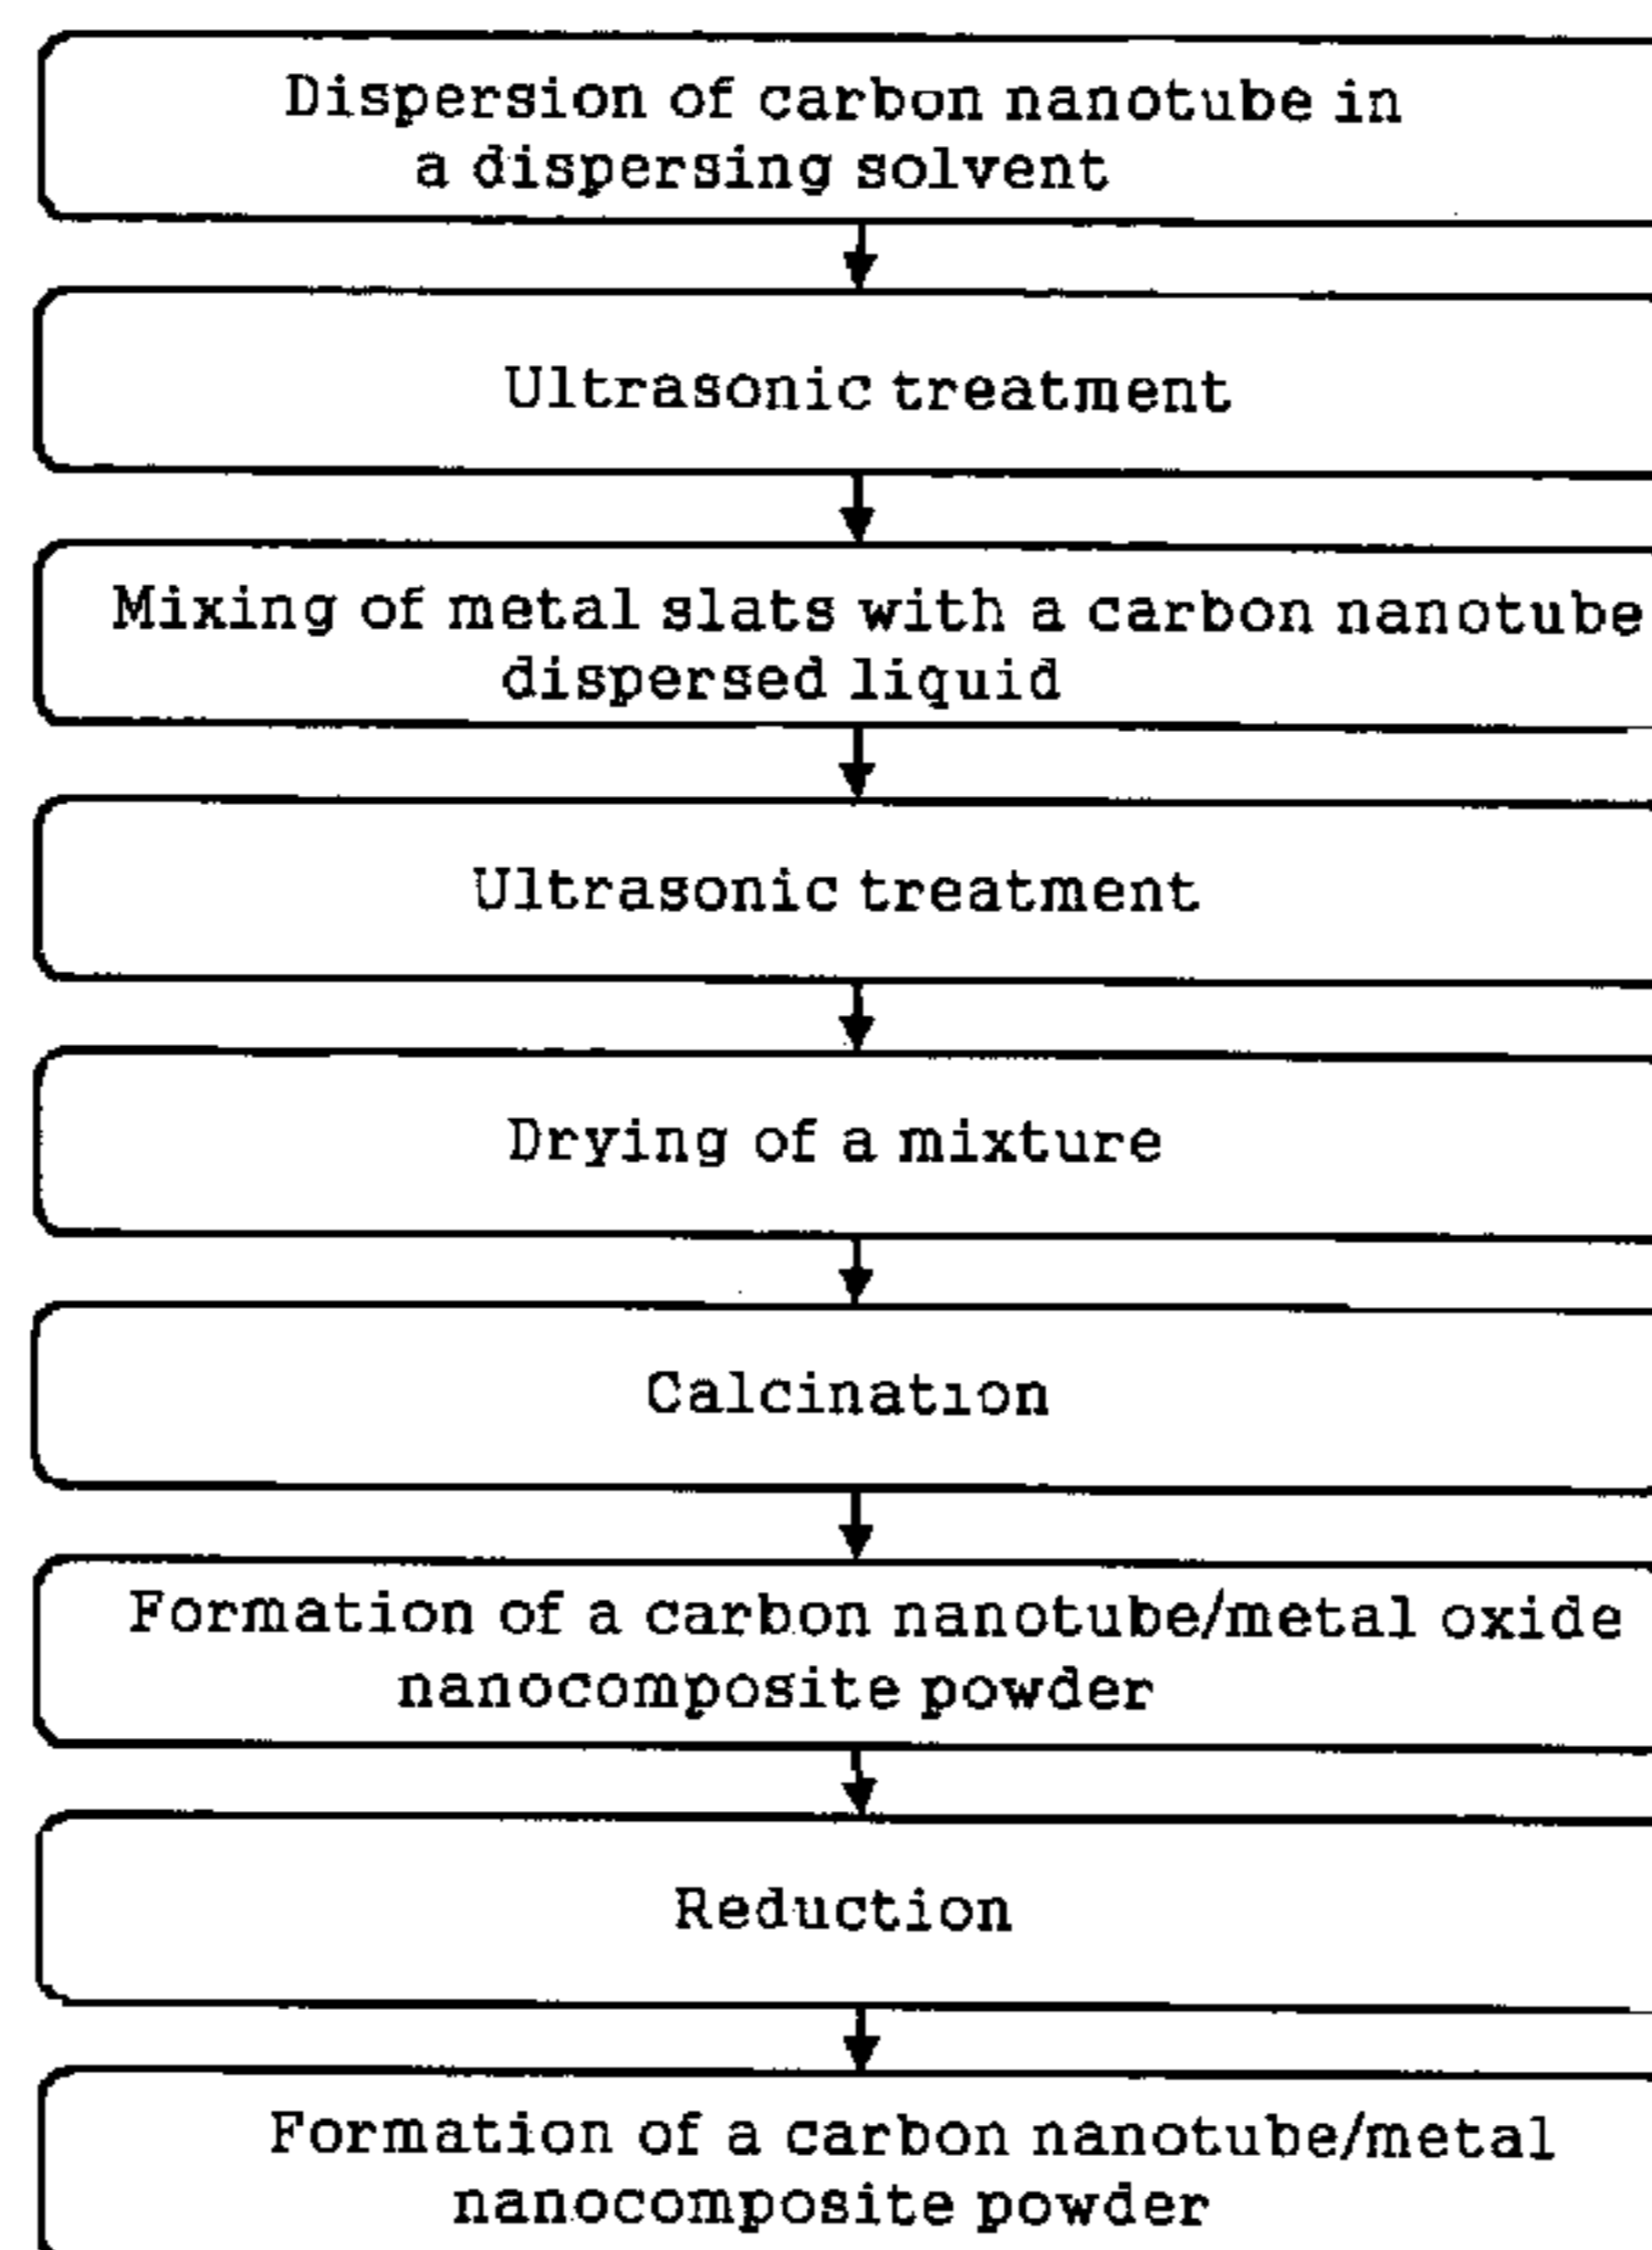 Dispersion of carbon nanotube in
a dispersing solvent
Ultrasonic treatment
Mixing of metal slats with a carbon nanotube
dispersed liquid
Ultrasonic treatment
Drying of a mixture
Calcination
Formation of a carbon nanotube/metal oxide
nanocomposite powder
Reduction
Formation of a carbon nanotube/metal
nanocomposite powder